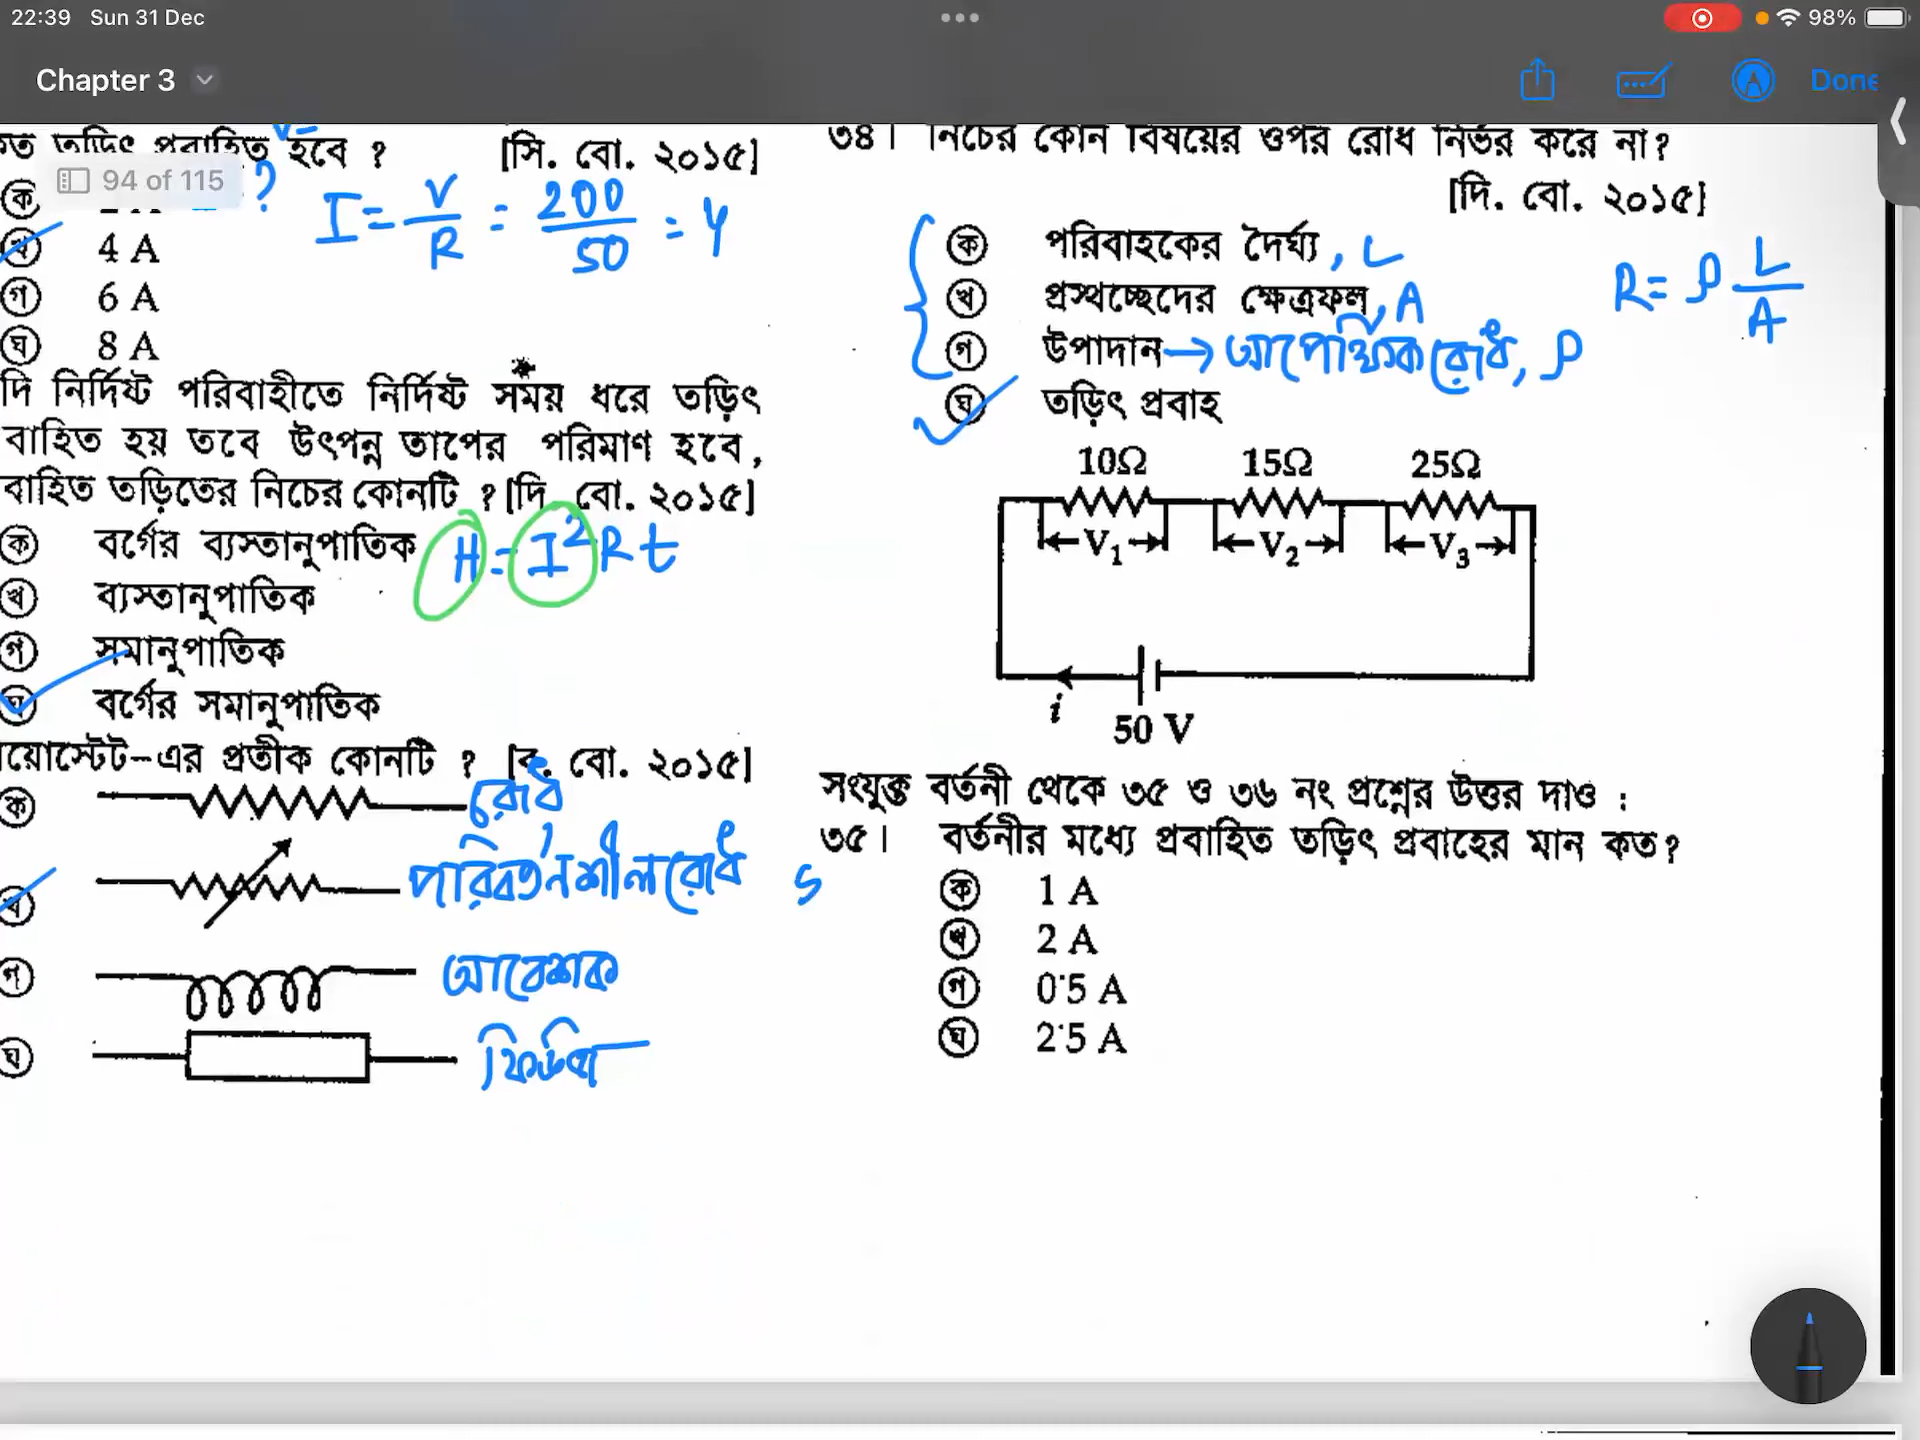 22:39 Sun 31 Dec
98%
Chapter 3
Done
94 of 115
তড়িৎ প্রবাহিত হবে ? [সি. বো. ২০১৫]
V=
?
I = V/R = 200/50 = 4
ক
খ 4 A
গ 6 A
ঘ 8 A
দি নির্দিষ্ট পরিবাহীতে নির্দিষ্ট সময় ধরে তড়িৎ
বাহিত হয় তবে উৎপন্ন তাপের পরিমাণ হবে,
বাহিত তড়িতের নিচের কোনটি ? [দি. বো. ২০১৫]
ক বর্গের ব্যস্তানুপাতিক
H = I² R t
খ ব্যস্তানুপাতিক
গ সমানুপাতিক
ঘ বর্গের সমানুপাতিক
য়োস্টেট-এর প্রতীক কোনটি ? [ব. বো. ২০১৫]
ক রোধ
খ পরিবর্তনশীল রোধ
গ আবেশক
ঘ ফিউজ
৩৪। নিচের কোন বিষয়ের ওপর রোধ নির্ভর করে না?
[দি. বো. ২০১৫]
ক পরিবাহকের দৈর্ঘ্য, L
খ প্রস্থচ্ছেদের ক্ষেত্রফল, A
গ উপাদান → আপেক্ষিক রোধ, ρ
ঘ তড়িৎ প্রবাহ
R = ρ L/A
10Ω 15Ω 25Ω
V₁ V₂ V₃
i
50 V
সংযুক্ত বর্তনী থেকে ৩৫ ও ৩৬ নং প্রশ্নের উত্তর দাও :
৩৫। বর্তনীর মধ্যে প্রবাহিত তড়িৎ প্রবাহের মান কত?
S
ক 1 A
খ 2 A
গ 0·5 A
ঘ 2·5 A